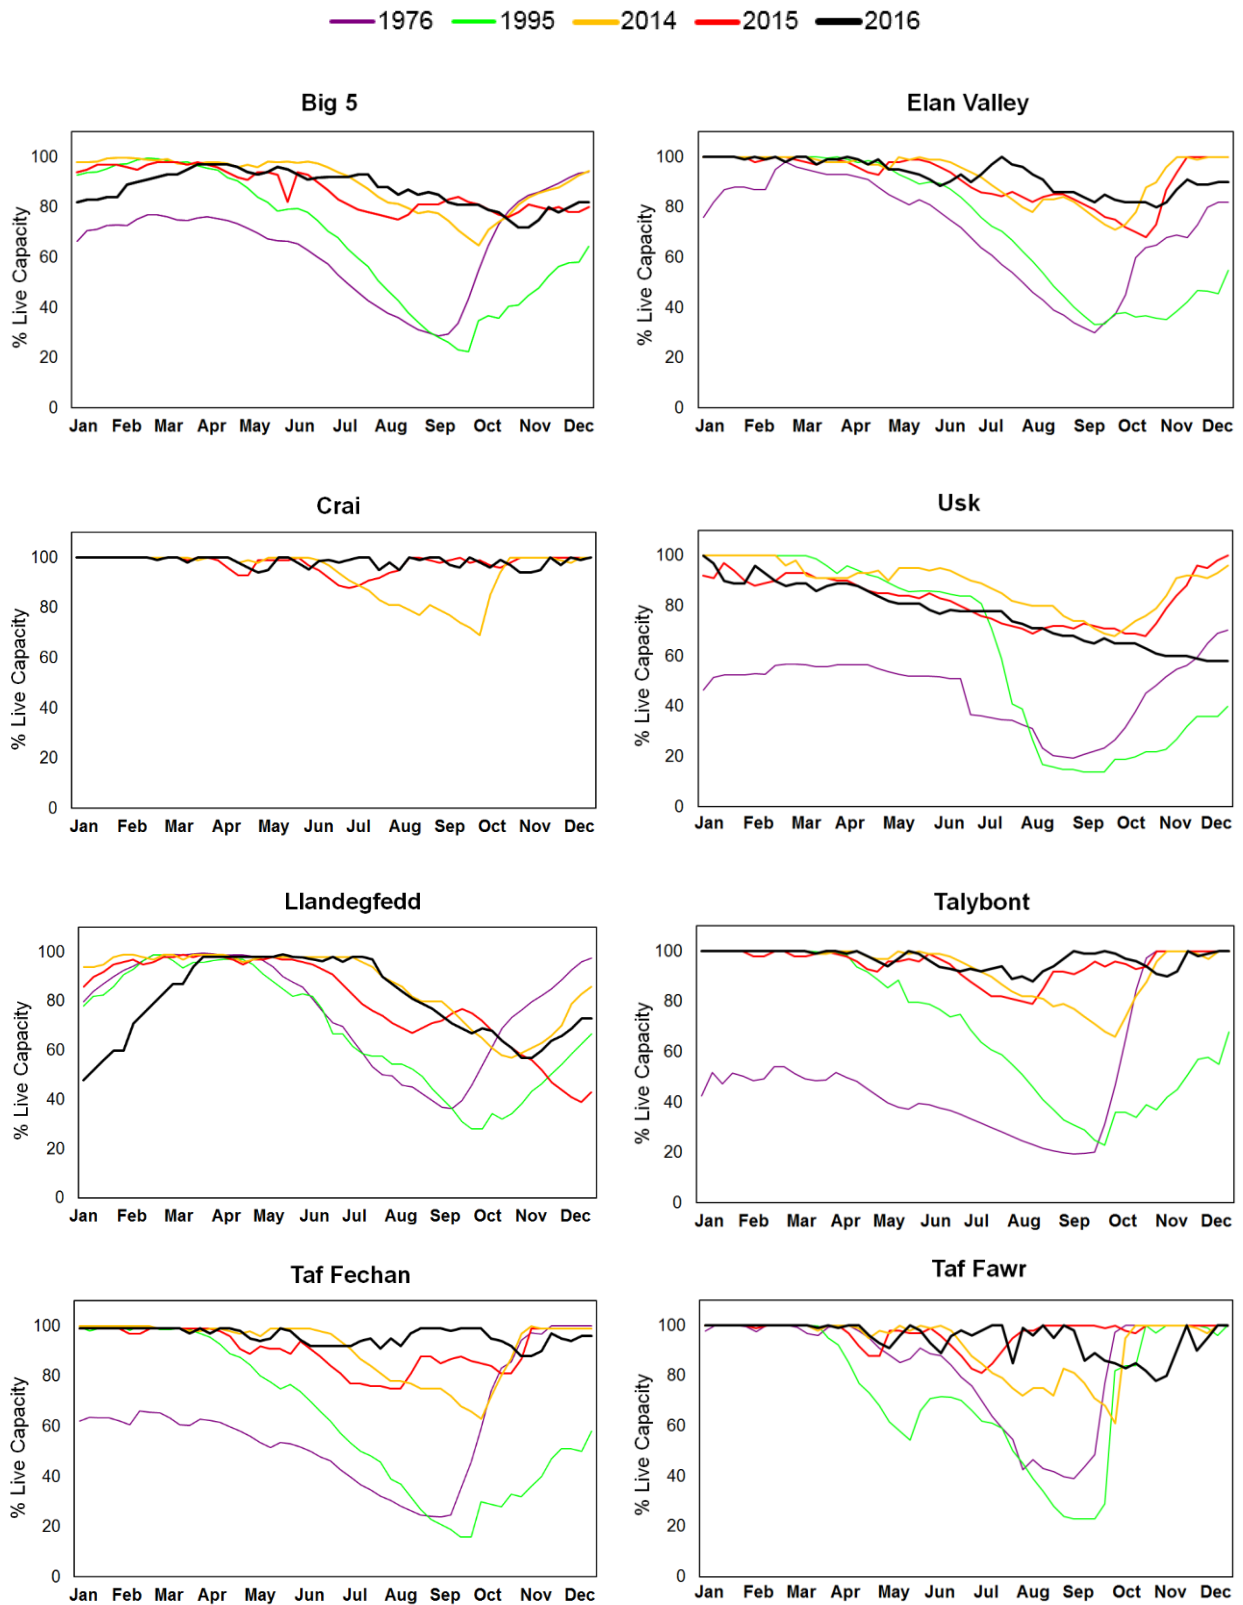 1976 1995 2014 2015 2016
Big 5
% Live Capacity
100
80
60
40
20
0
Jan Feb Mar Apr May Jun Jul Aug Sep Oct Nov Dec
Elan Valley
% Live Capacity
100
80
60
40
20
0
Jan Feb Mar Apr May Jun Jul Aug Sep Oct Nov Dec
Crai
% Live Capacity
100
80
60
40
20
0
Jan Feb Mar Apr May Jun Jul Aug Sep Oct Nov Dec
Usk
% Live Capacity
100
80
60
40
20
0
Jan Feb Mar Apr May Jun Jul Aug Sep Oct Nov Dec
Llandegfedd
% Live Capacity
100
80
60
40
20
0
Jan Feb Mar Apr May Jun Jul Aug Sep Oct Nov Dec
Talybont
% Live Capacity
100
80
60
40
20
0
Jan Feb Mar Apr May Jun Jul Aug Sep Oct Nov Dec
Taf Fechan
% Live Capacity
100
80
60
40
20
0
Jan Feb Mar Apr May Jun Jul Aug Sep Oct Nov Dec
Taf Fawr
% Live Capacity
100
80
60
40
20
0
Jan Feb Mar Apr May Jun Jul Aug Sep Oct Nov Dec